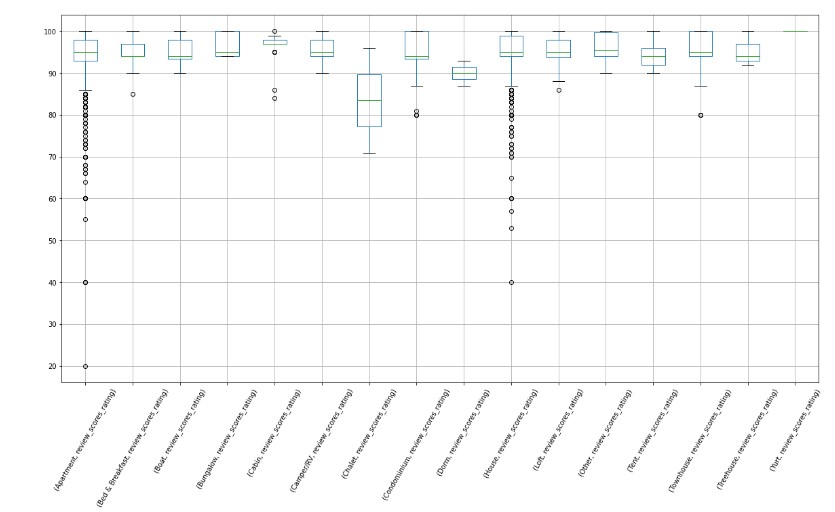 100
90
80
70
60
50
40
30
20
(Apartment, review_scores_rating)
(Bed & Breakfast, review_scores_rating)
(Boat, review_scores_rating)
(Bungalow, review_scores_rating)
(Cabin, review_scores_rating)
(Camper/RV, review_scores_rating)
(Chalet, review_scores_rating)
(Condominium, review_scores_rating)
(Dorm, review_scores_rating)
(House, review_scores_rating)
(Loft, review_scores_rating)
(Other, review_scores_rating)
(Tent, review_scores_rating)
(Townhouse, review_scores_rating)
(Treehouse, review_scores_rating)
(Yurt, review_scores_rating)